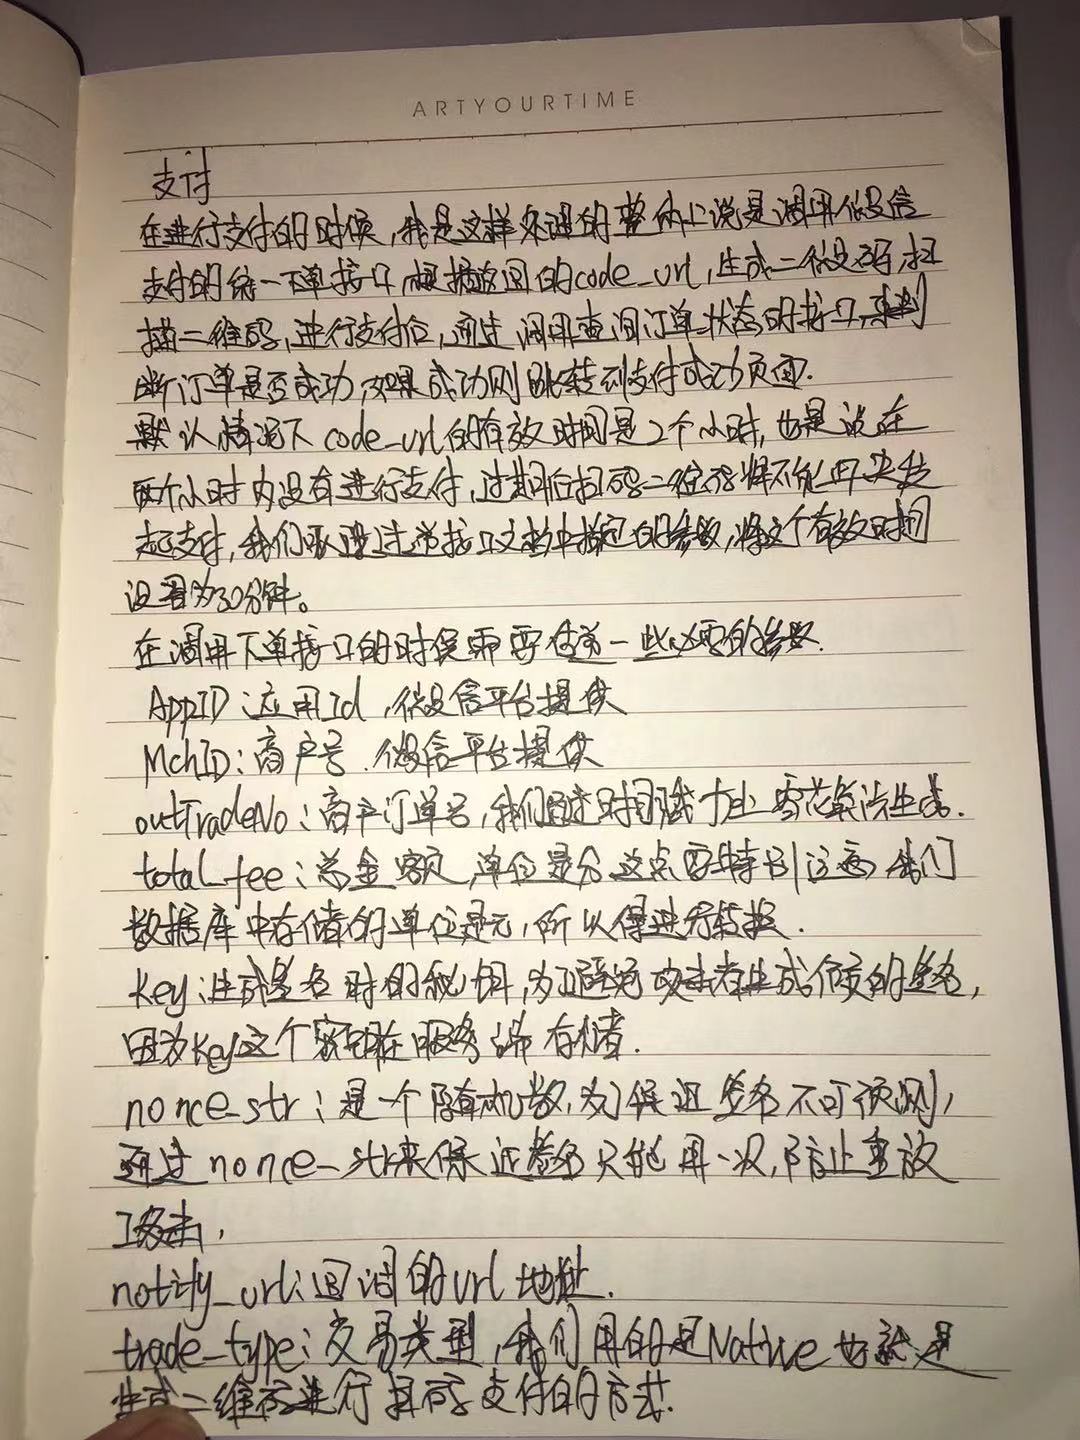 ARTYOURTIME
支付
在进行支付的时候，我是这样处理的整体上说是调用微信
支付的统一下单接口，根据返回的code_url，生成二维码，扫
描二维码，进行支付后，通过调用查询订单状态的接口，来判
断订单是否成功，如果成功则跳转到支付成功页面.
默认情况下code_url的有效时间是2个小时，也是说在
两个小时内没有进行支付，过期后扫码二维码将不能再次发
起支付，我们通过接口文档中指定的参数，将这个有效时间
设置为30分钟。
在调用下单接口的时候需要传递一些必要的参数.
AppID：应用Id，微信平台提供
MchID：商户号.微信平台提供
outTradeNo：商户订单号，我们通过时间戳加上雪花算法生成.
total_fee：总金额，单位是分，这点要特别注意，我们
数据库中存储的单位是元，所以得进行转换.
Key：生成签名时的秘钥，为了避免攻击者生成假的签名，
因为Key这个密钥在服务端存储.
nonce_str：是一个随机数，为了保证签名不可预测，
通过nonce_str来保证签名只能用一次，防止重放
攻击，
notify_url：回调的url地址.
trade_type：交易类型，我们用的是Native也就是
生成二维码进行扫码支付的方式.